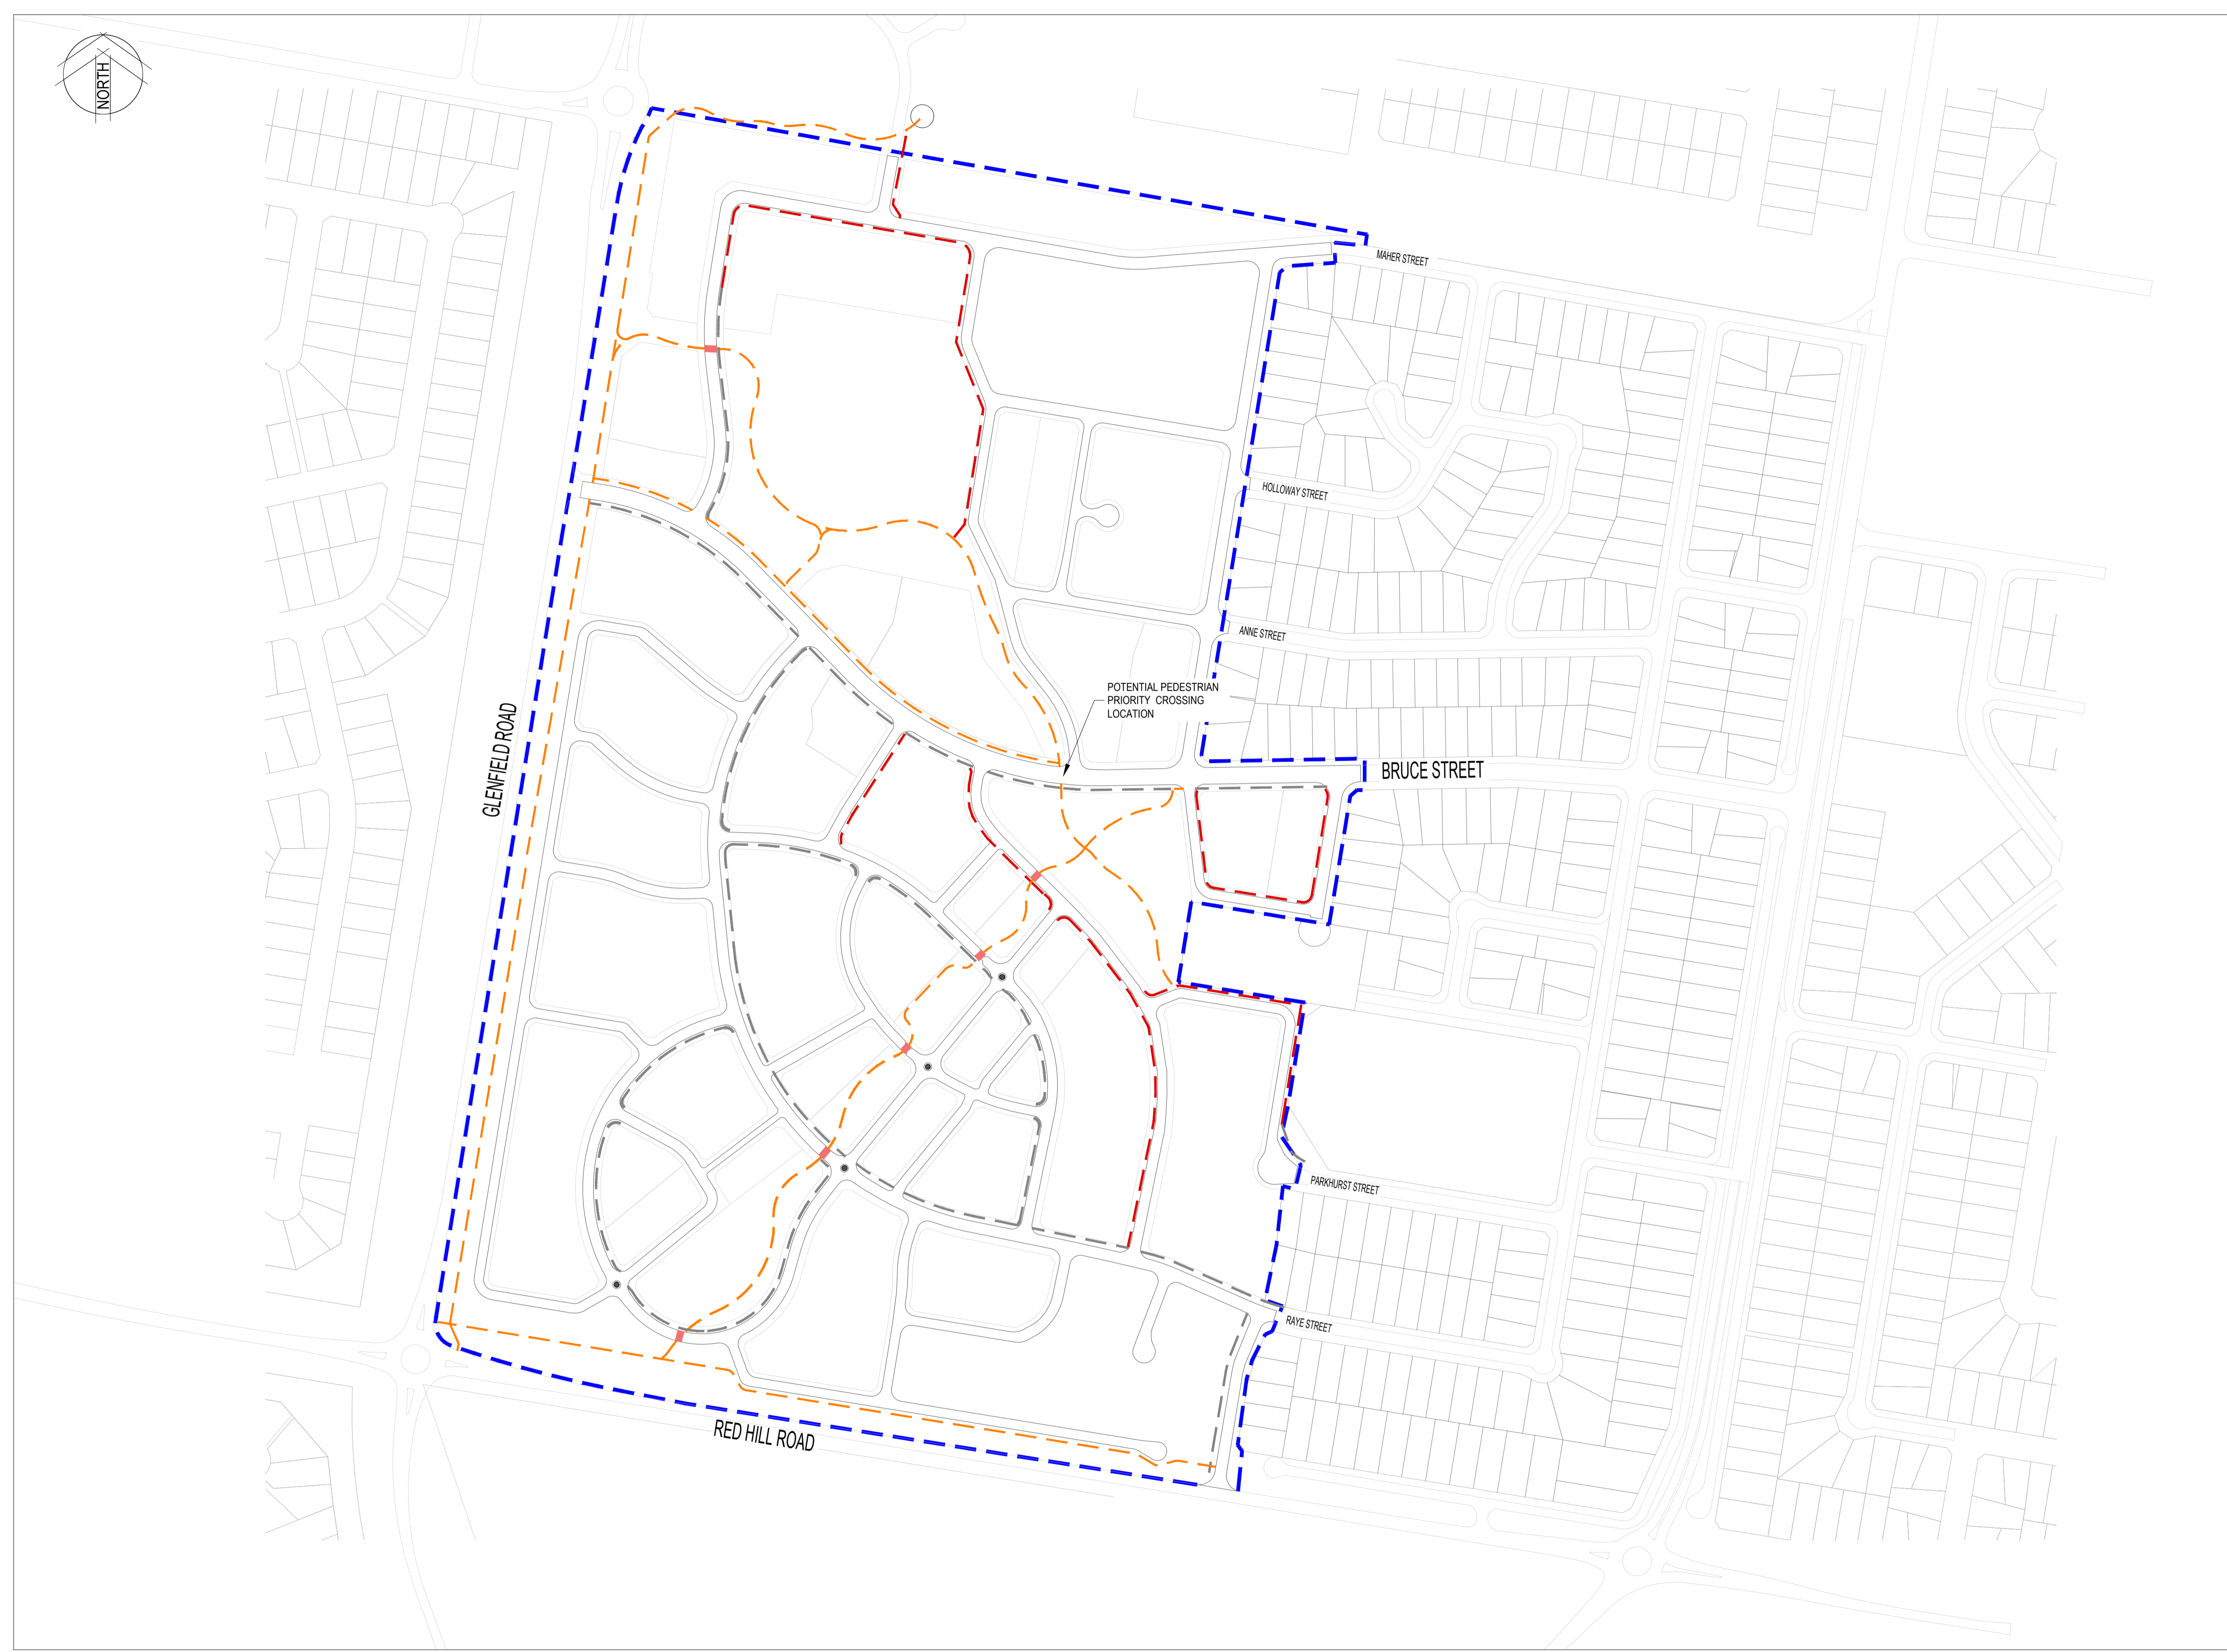 NORTH
MAHER STREET
HOLLOWAY STREET
ANNE STREET
POTENTIAL PEDESTRIAN
PRIORITY CROSSING
LOCATION
GLENFIELD ROAD
BRUCE STREET
PARKHURST STREET
RAYE STREET
RED HILL ROAD